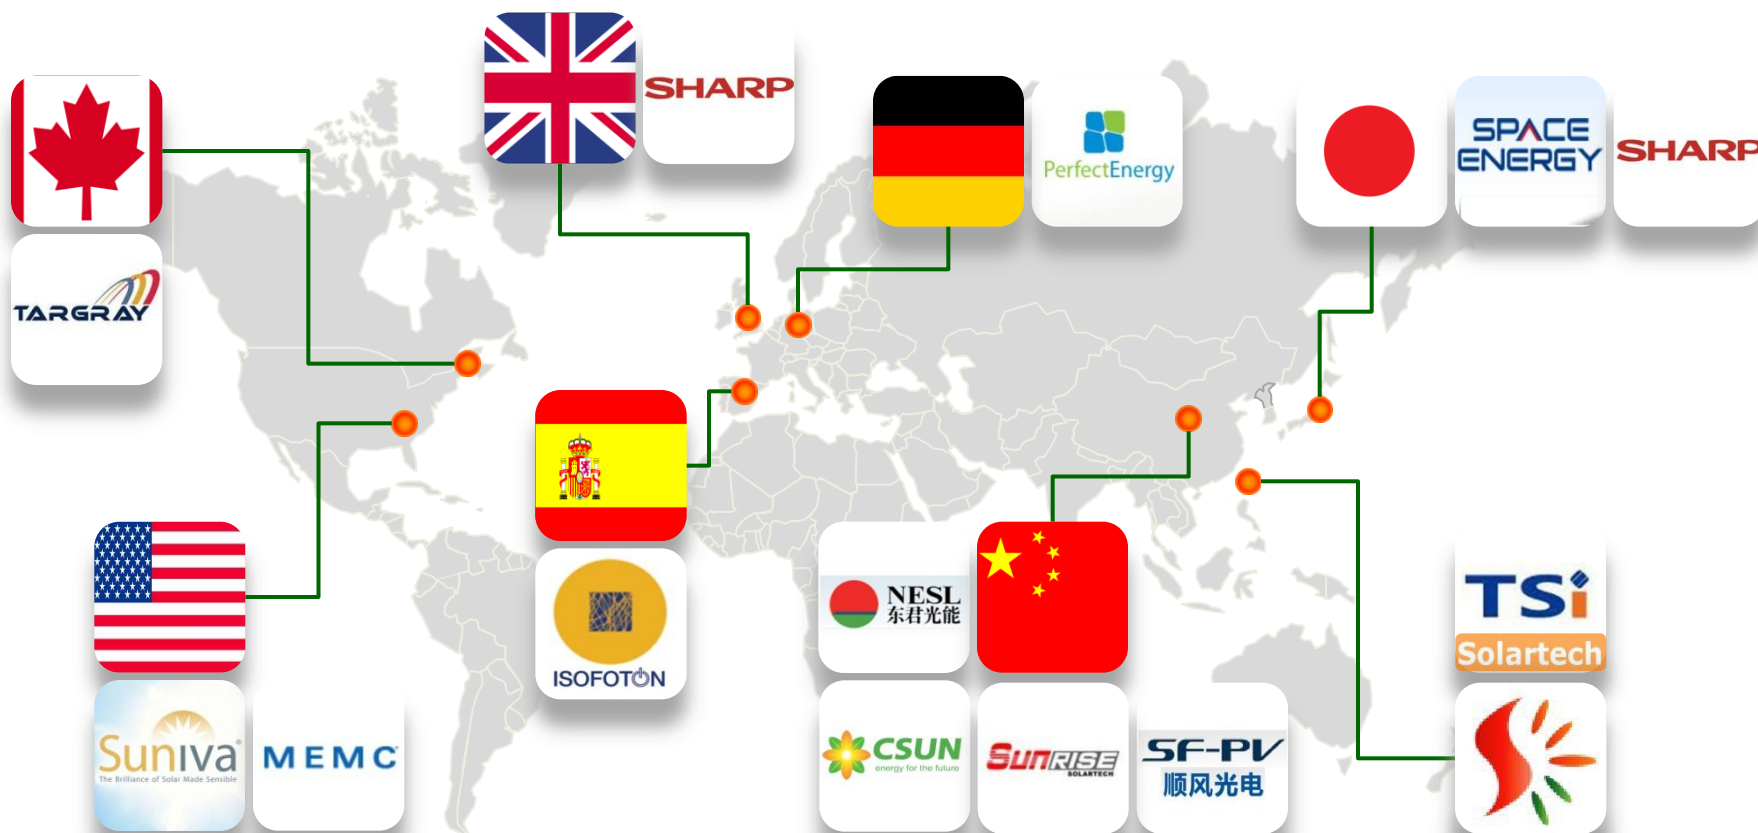 SHARP
PerfectEnergy
SPACE
ENERGY
SHARP
TARGRAY
ISOFOTON
NESL
东君光能
TSi
Solartech
Suniva
The Brilliance of Solar Made Sensible
MEMC
CSUN
energy for the future
SUNRISE
SOLARTECH
SF-PV
顺风光电